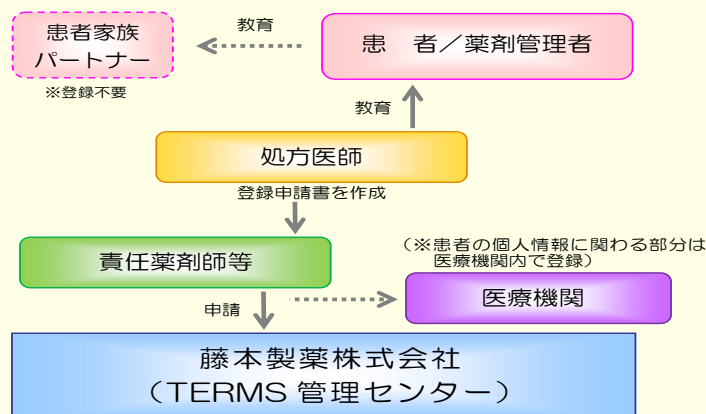 患者家族
パートナー
※登録不要
教育
患　者／薬剤管理者
教育
処方医師
登録申請書を作成
責任薬剤師等
（※患者の個人情報に関わる部分は
医療機関内で登録）
医療機関
申請
藤本製薬株式会社
（TERMS 管理センター）